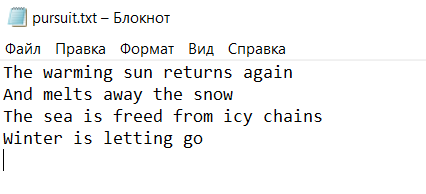 pursuit.txt – Блокнот
Файл Правка Формат Вид Справка
The warming sun returns again
And melts away the snow
The sea is freed from icy chains
Winter is letting go